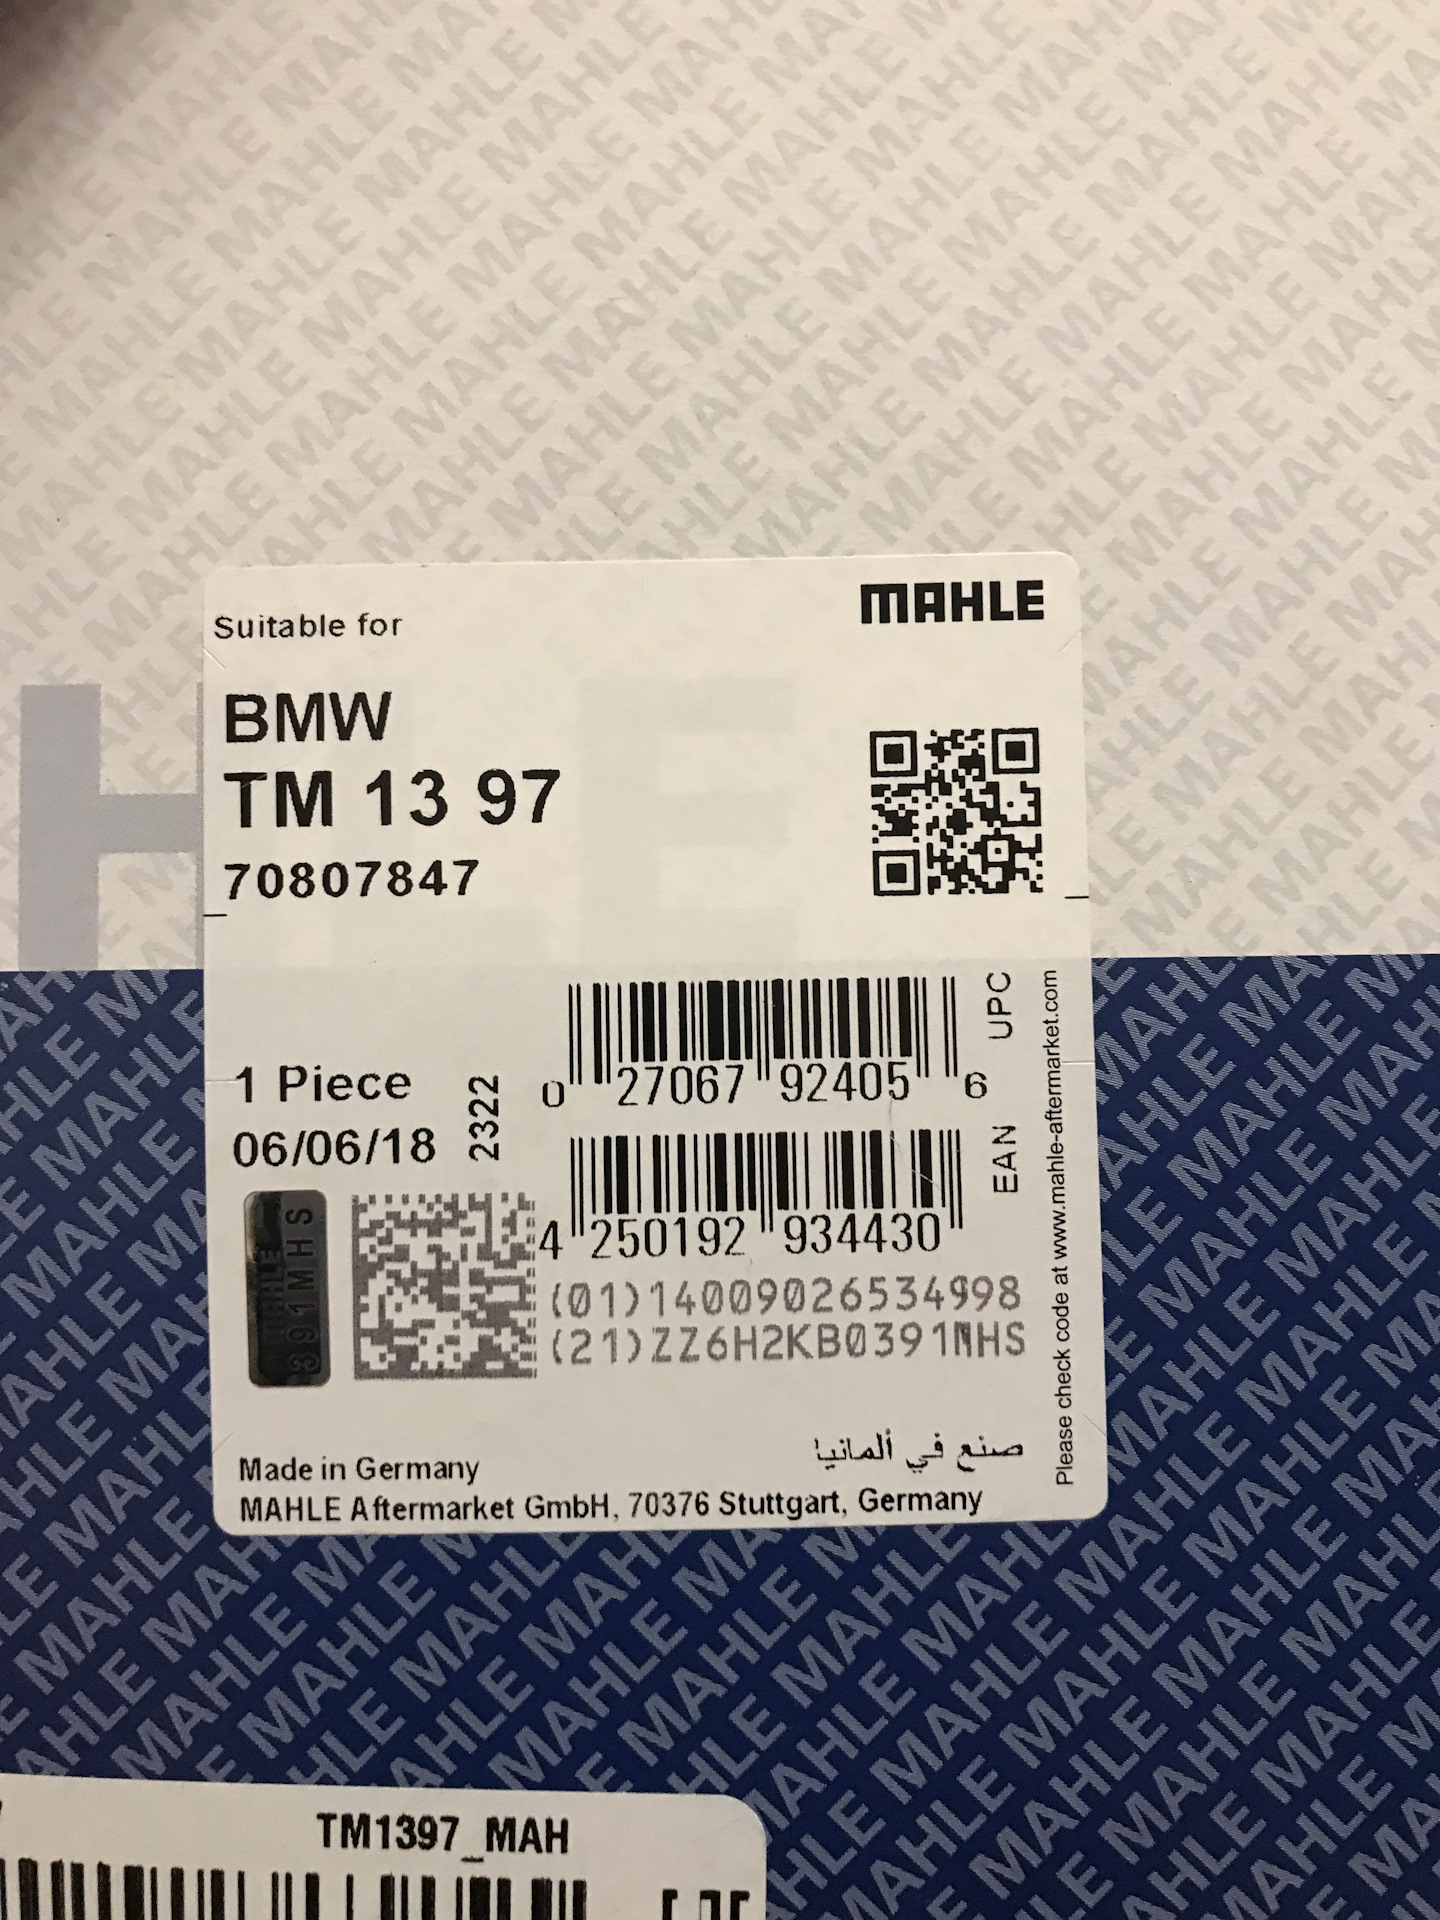 MAHLE
Suitable for
BMW
TM 13 97
70807847
UPC
0 27067 92405 6
1 Piece
2322
06/06/18
EAN
4 250192 934430
MAHLE
391MHS
(01)14009026534998
(21)ZZ6H2KB0391MHS
Please check code at www.mahle-aftermarket.com
صنع في ألمانيا
Made in Germany
MAHLE Aftermarket GmbH, 70376 Stuttgart, Germany
TM1397_MAH